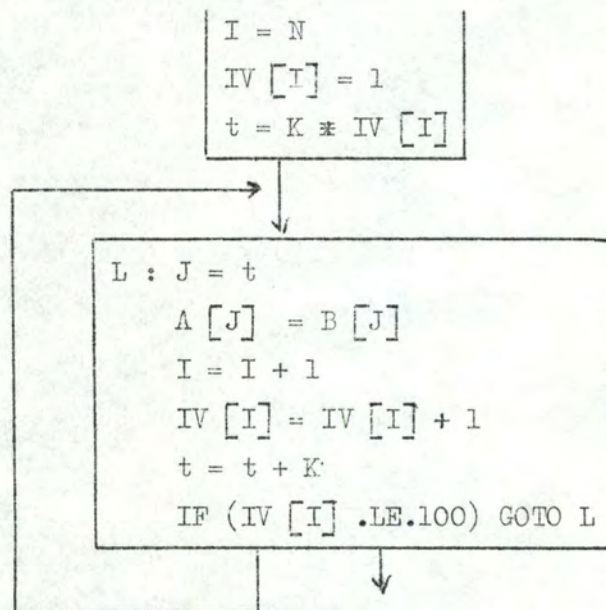 I = N
IV [I] = 1
t = K * IV [I]
L : J = t
A [J] = B [J]
I = I + 1
IV [I] = IV [I] + 1
t = t + K
IF (IV [I] .LE.100) GOTO L